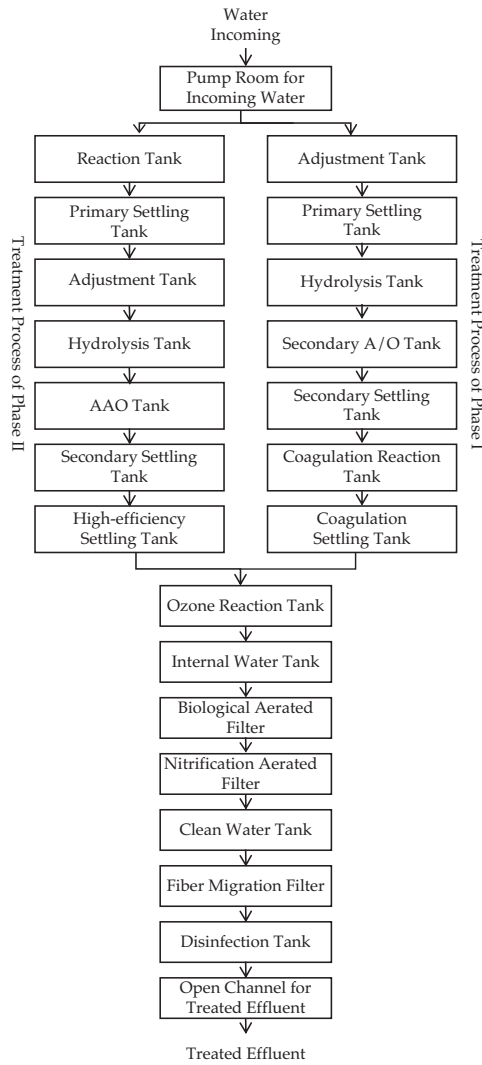 Water
Incoming
Pump Room for
Incoming Water
Treatment Process of Phase II
Reaction Tank
Primary Settling
Tank
Adjustment Tank
Hydrolysis Tank
AAO Tank
Secondary Settling
Tank
High-efficiency
Settling Tank
Adjustment Tank
Primary Settling
Tank
Hydrolysis Tank
Secondary A/O Tank
Secondary Settling
Tank
Coagulation Reaction
Tank
Coagulation
Settling Tank
Treatment Process of Phase I
Ozone Reaction Tank
Internal Water Tank
Biological Aerated
Filter
Nitrification Aerated
Filter
Clean Water Tank
Fiber Migration Filter
Disinfection Tank
Open Channel for
Treated Effluent
Treated Effluent